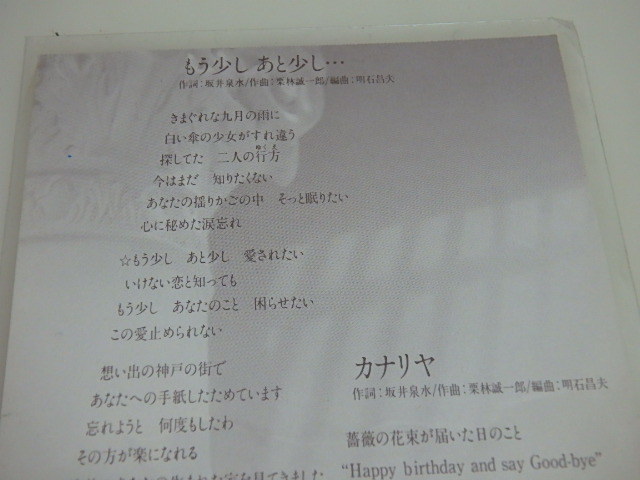 もう少し あと少し…
作詞：坂井泉水/作曲：栗林誠一郎/編曲：明石昌夫
きまぐれな九月の雨に
白い傘の少女がすれ違う
探してた　二人の行方
今はまだ　知りたくない
あなたの揺りかごの中　そっと眠りたい
心に秘めた涙忘れ
☆もう少し　あと少し　愛されたい
いけない恋と知っても
もう少し　あなたのこと　困らせたい
この愛止められない
想い出の神戸の街で
あなたへの手紙したためています
忘れようと　何度もしたわ
その方が楽になれる
カナリヤ
作詞：坂井泉水/作曲：栗林誠一郎/編曲：明石昌夫
薔薇の花束が届いた日のこと
“Happy birthday and say Good-bye”